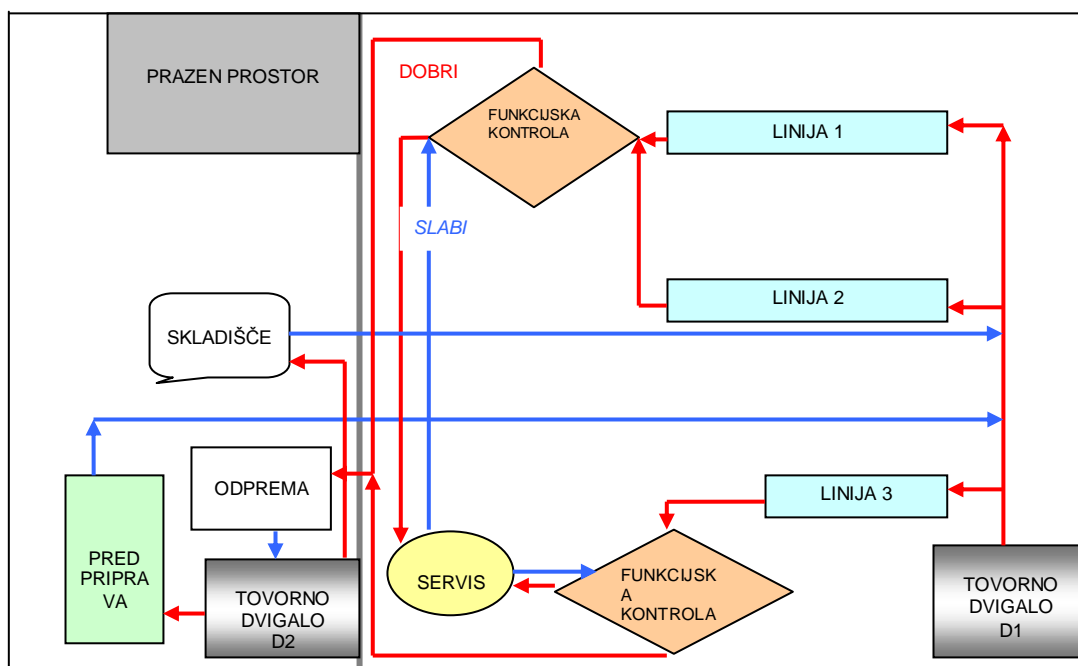 PRAZEN PROSTOR
DOBRI
FUNKCIJSKA
KONTROLA
LINIJA 1
SLABI
LINIJA 2
SKLADIŠČE
ODPREMA
LINIJA 3
PRED
PRIPRA
VA
TOVORNO
DVIGALO
D2
SERVIS
FUNKCIJSK
A
KONTROLA
TOVORNO
DVIGALO
D1